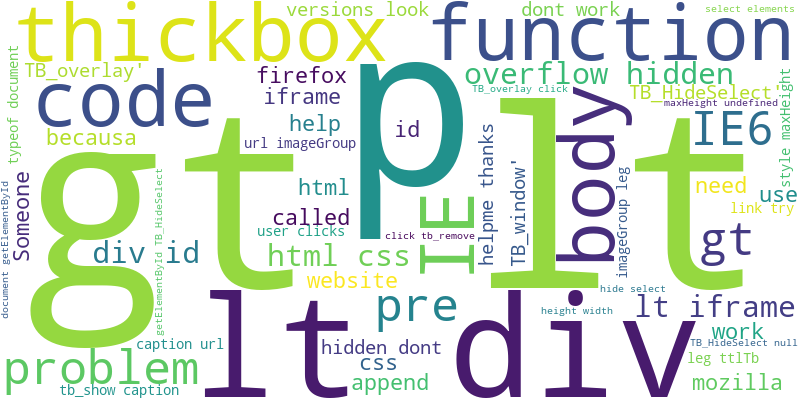 thickbox
versions look
dont work
select elements
function
typeof document
TB_overlay'
firefox
overflow hidden
code
iframe
TB_overlay click
TB_HideSelect
maxHeight undefined
style maxHeight
becausa
help
id
IE6
url imageGroup
p
body
gt
lt
Someone
html
called
helpme thanks
TB_window'
imageGroup leg
need
use
document getElementById
getElementById TB_HideSelect
user clicks
click tb_remove
link try
div id
html css
IE
gt
website
hide select
pre
height width
lt iframe
lt
div
problem
caption url
hidden dont
work
TB_HideSelect null
css
leg ttlTb
tb_show caption
append
mozilla